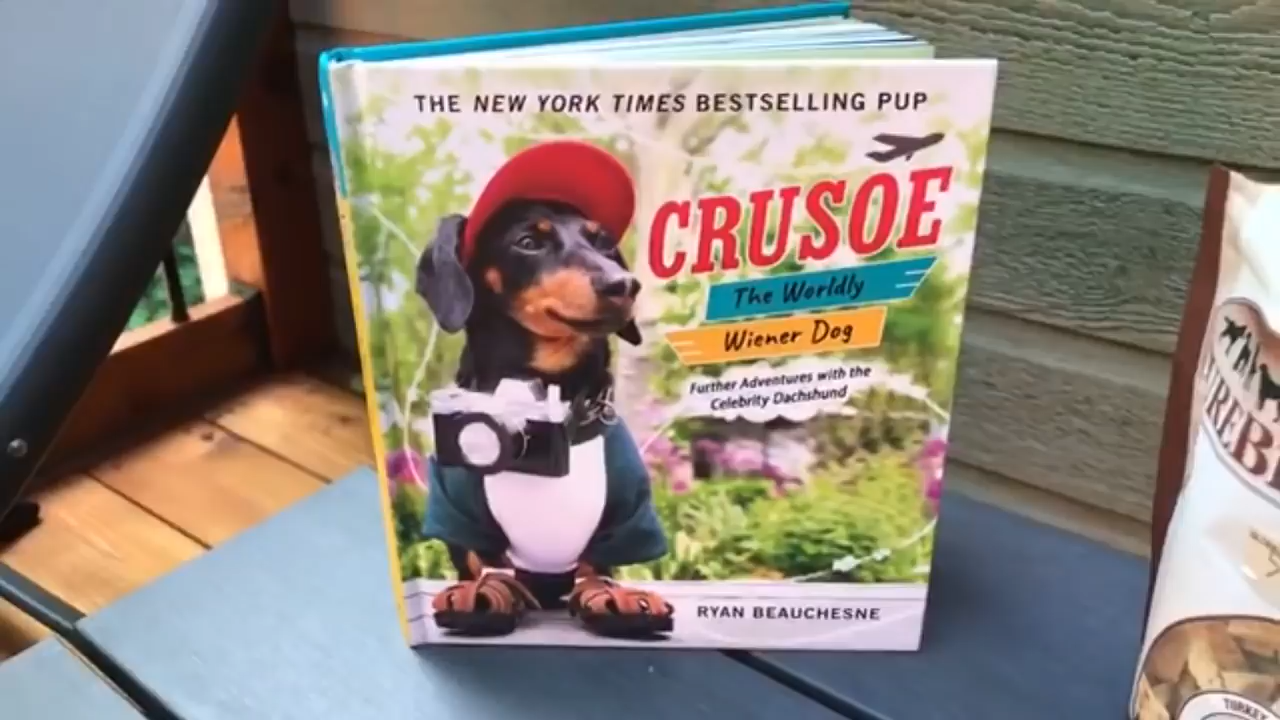 THE NEW YORK TIMES BESTSELLING PUP
CRUSOE
The Worldly
Wiener Dog
Further Adventures with the
Celebrity Dachshund
RYAN BEAUCHESNE
TURKEY